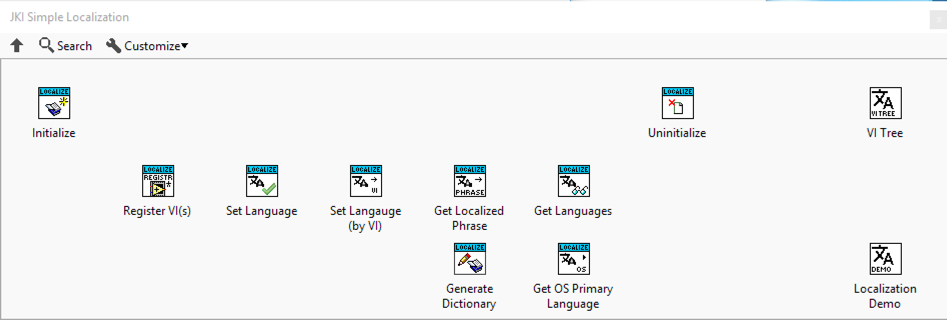 JKI Simple Localization
Search Customize
LOCALIZE LOCALIZE VI TREE
Initialize Uninitialize VI Tree
LOCALIZE REGISTR LOCALIZE LOCALIZE VI LOCALIZE PHRASE LOCALIZE
Register VI(s) Set Language Set Langauge Get Localized Get Languages
(by VI) Phrase
LOCALIZE LOCALIZE OS DEMO
Generate Get OS Primary Localization
Dictionary Language Demo